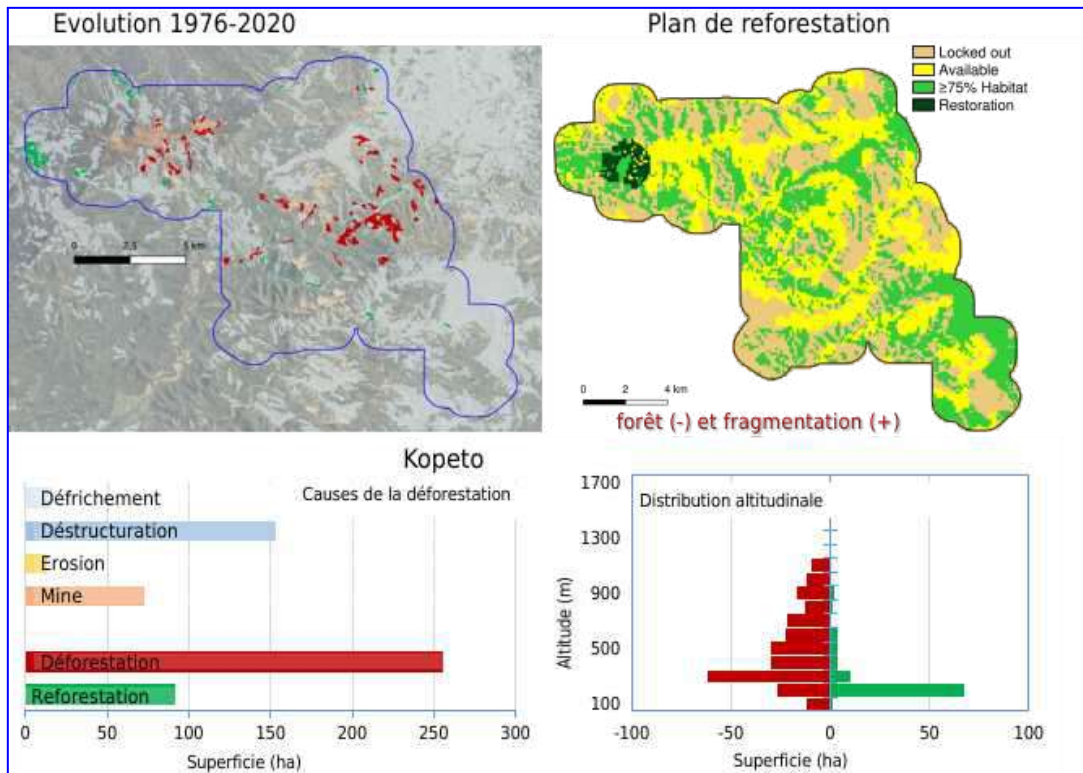 Evolution 1976-2020
Plan de reforestation
Locked out
Available
≥75% Habitat
Restoration
0 2,5 5 km
0 2 4 km
forêt (-) et fragmentation (+)
Kopeto
Causes de la déforestation
Défrichement
Déstructuration
Erosion
Mine
Déforestation
Reforestation
0 50 100 150 200 250 300
Superficie (ha)
Distribution altitudinale
Altitude (m)
1700
1300
900
500
100
-100 -50 0 50 100
Superficie (ha)